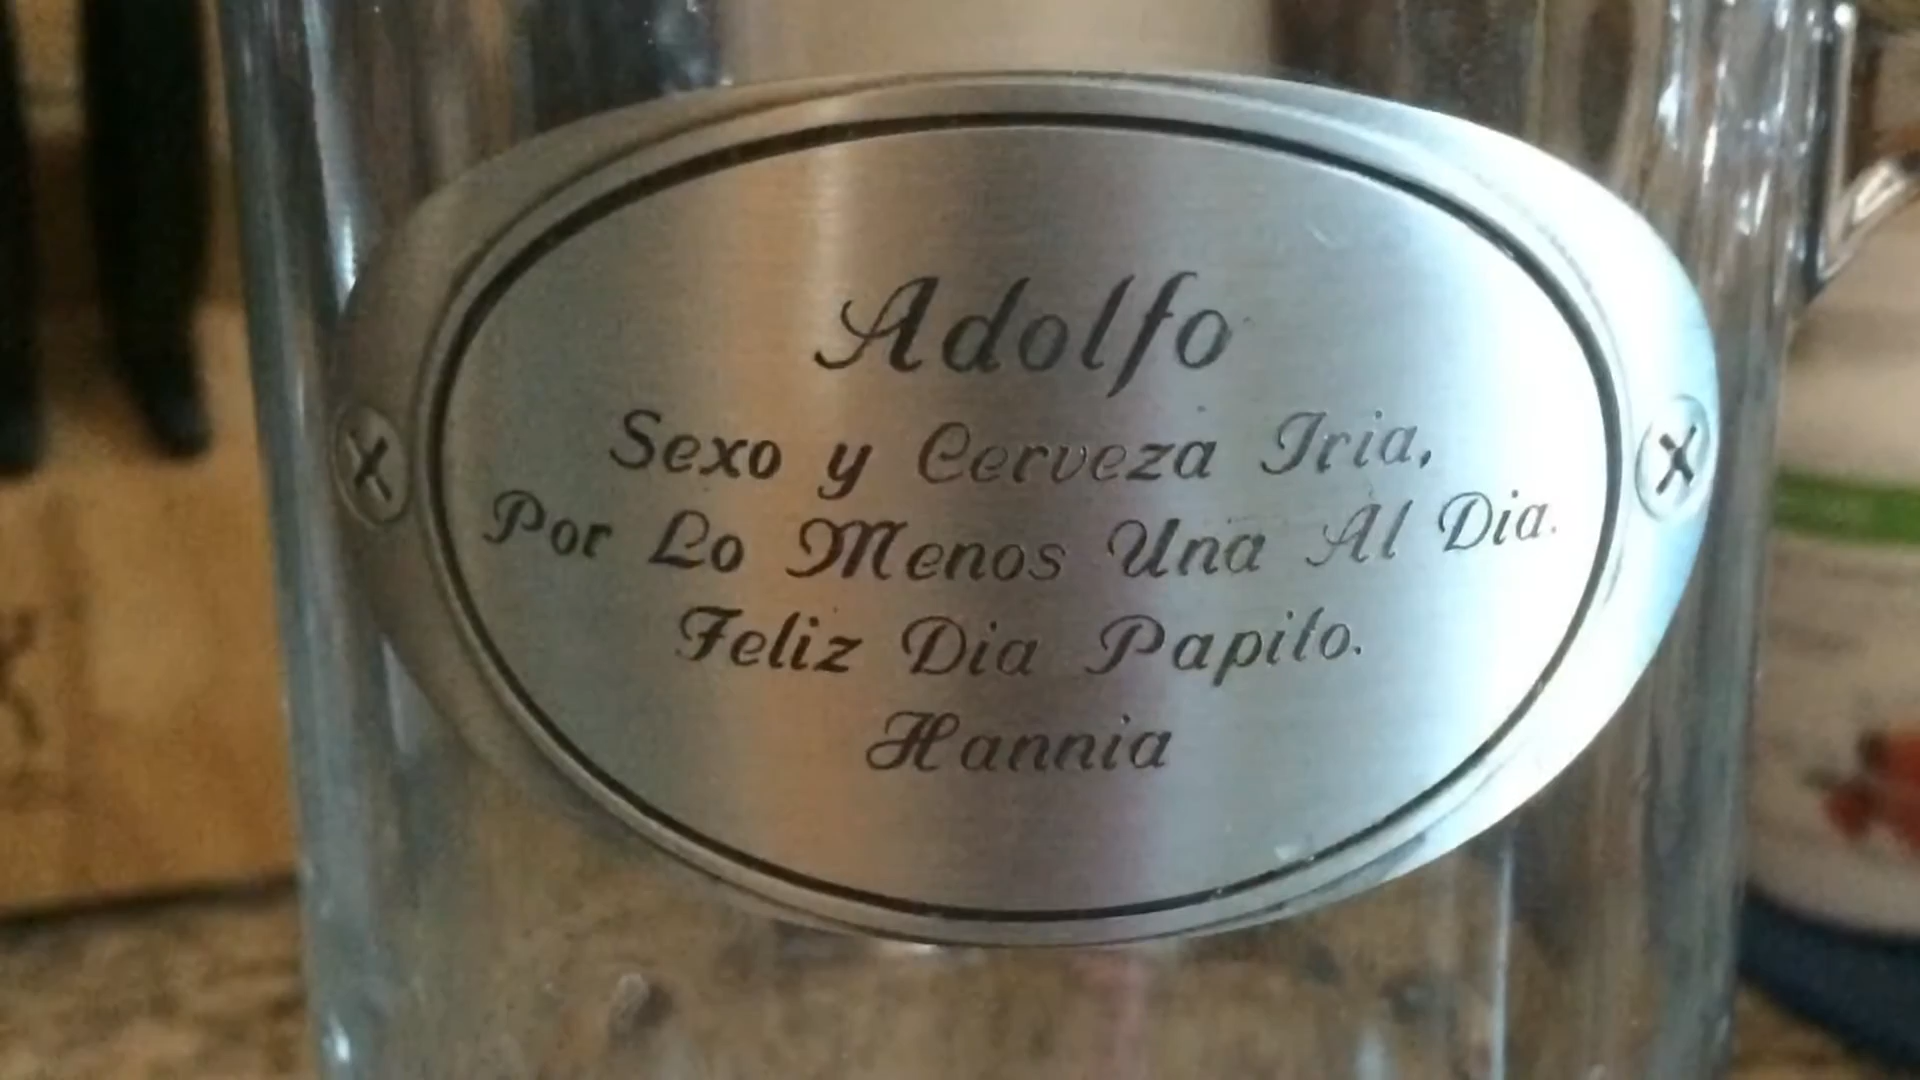 Adolfo
Sexo y Cerveza Iria,
Por Lo Menos Una Al Dia.
Feliz Dia Papito.
Hannia